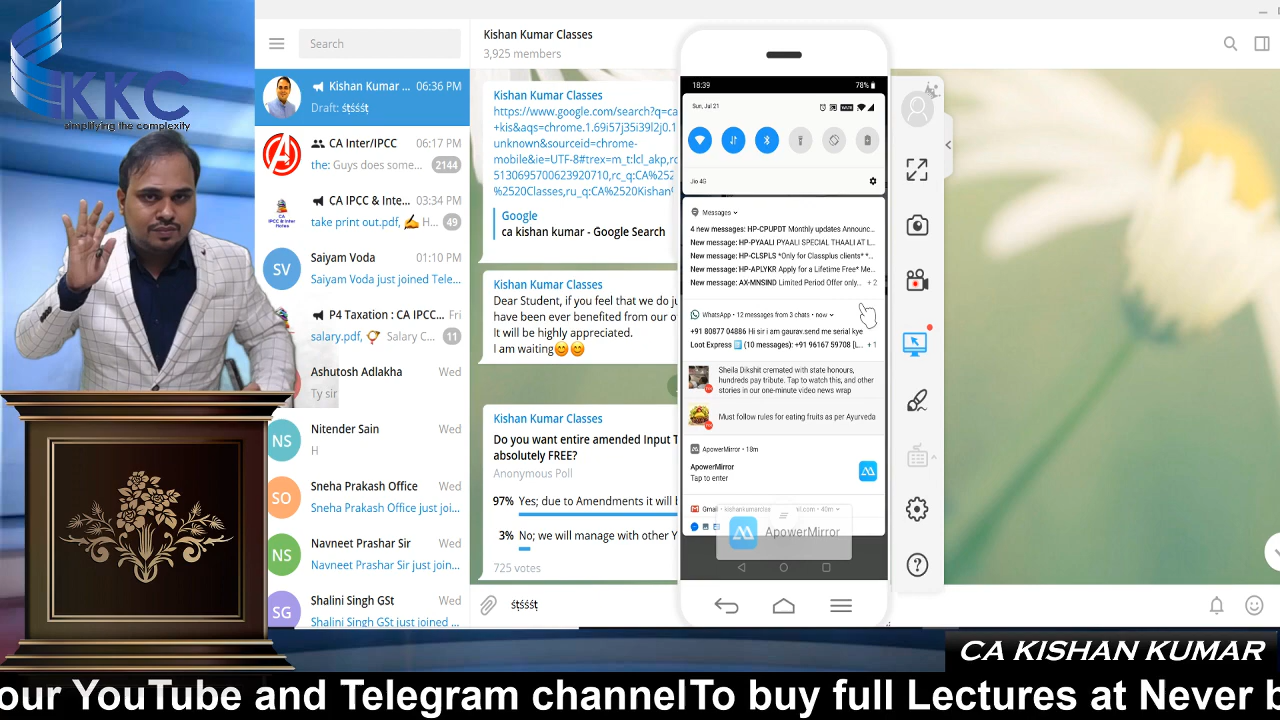 KKC
simplifying the complexity
Search
Kishan Kumar ... 06:36 PM
Draft: śţśśśţ
CA Inter/IPCC 06:17 PM
the: Guys does some... 2144
CA IPCC & Inte... 03:34 PM
take print out.pdf, ✍ H... 49
CA
IPCC & Inter
Notes
SV
Saiyam Voda 01:10 PM
Saiyam Voda just joined Tele...
P4 Taxation : CA IPCC... Fri
salary.pdf, Salary C... 11
Ashutosh Adlakha Wed
Ty sir
NS
Nitender Sain Wed
H
SO
Sneha Prakash Office Wed
Sneha Prakash Office just joi...
NS
Navneet Prashar Sir Wed
Navneet Prashar Sir just join...
SG
Shalini Singh GSt Wed
Shalini Singh GSt just joined ...
Kishan Kumar Classes
3,925 members
Kishan Kumar Classes
https://www.google.com/search?q=ca
+kis&aqs=chrome.1.69i57j35i39l2j0.1
unknown&sourceid=chrome-
mobile&ie=UTF-8#trex=m_t:lcl_akp,rc
5130695700623920710,rc_q:CA%25
%2520Classes,ru_q:CA%2520Kishan%
Google
ca kishan kumar - Google Search
Kishan Kumar Classes
Dear Student, if you feel that we do ju
have been ever benefited from our o
It will be highly appreciated.
I am waiting😊😊
Kishan Kumar Classes
Do you want entire amended Input T
absolutely FREE?
Anonymous Poll
97% Yes; due to Amendments it will b
3% No; we will manage with other Y
725 votes
śţśśśţ
18:39 78%
Sun, Jul 21
Jio 4G
Messages
4 new messages: HP-CPUPDT Monthly updates Announc...
New message: HP-PYAALI PYAALI SPECIAL THAALI AT L...
New message: HP-CLSPLS *Only for Classplus clients* *...
New message: HP-APLYKR Apply for a Lifetime Free* Me...
New message: AX-MNSIND Limited Period Offer only... + 2
WhatsApp • 12 messages from 3 chats • now
+91 80877 04886 Hi sir i am gaurav.send me serial kye
Loot Express (10 messages): +91 96167 59708 [L... + 1
Sheila Dikshit cremated with state honours,
hundreds pay tribute. Tap to watch this, and other
stories in our one-minute video news wrap
Must follow rules for eating fruits as per Ayurveda
ApowerMirror • 18m
ApowerMirror
Tap to enter
Gmail • kishankumarclas l.com • 40m
ApowerMirror
CA KISHAN KUMAR
our YouTube and Telegram channelTo buy full Lectures at Never b